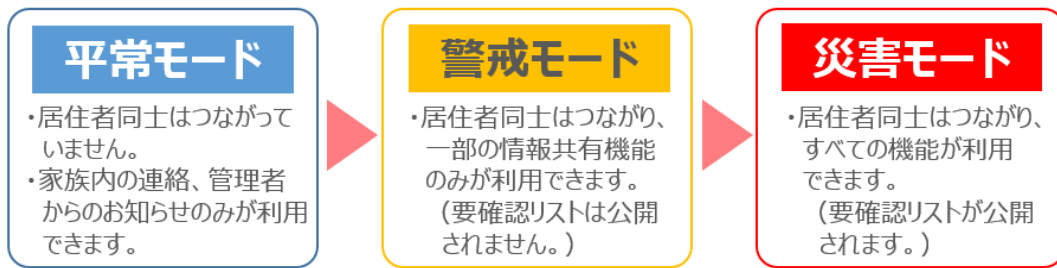 平常モード
・居住者同士はつながって
いません。
・家族内の連絡、管理者
からのお知らせのみが利用
できます。
警戒モード
・居住者同士はつながり、
一部の情報共有機能
のみが利用できます。
（要確認リストは公開
されません。）
災害モード
・居住者同士はつながり、
すべての機能が利用
できます。
（要確認リストが公開
されます。）